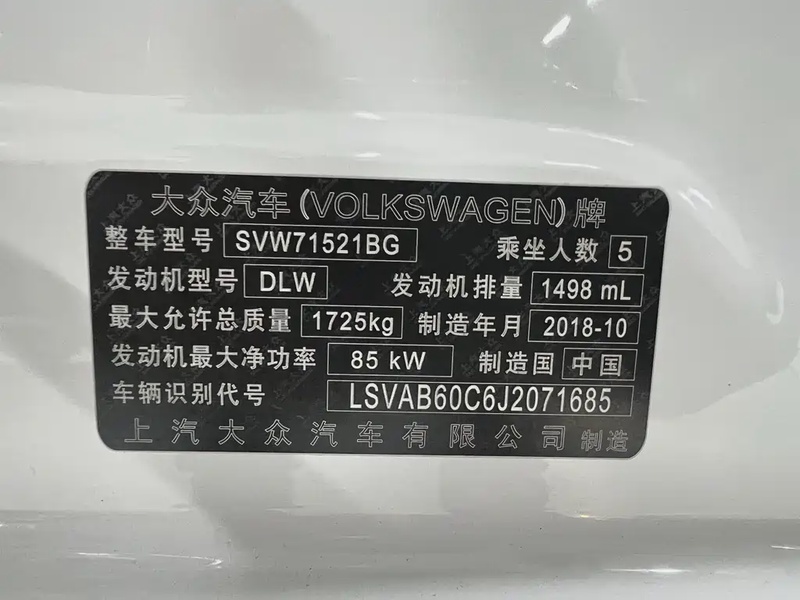 大众汽车(VOLKSWAGEN)牌
整车型号 SVW71521BG 乘坐人数 5
发动机型号 DLW 发动机排量 1498 mL
最大允许总质量 1725kg 制造年月 2018-10
发动机最大净功率 85 kW 制造国 中国
车辆识别代号 LSVAB60C6J2071685
上汽大众汽车有限公司 制造